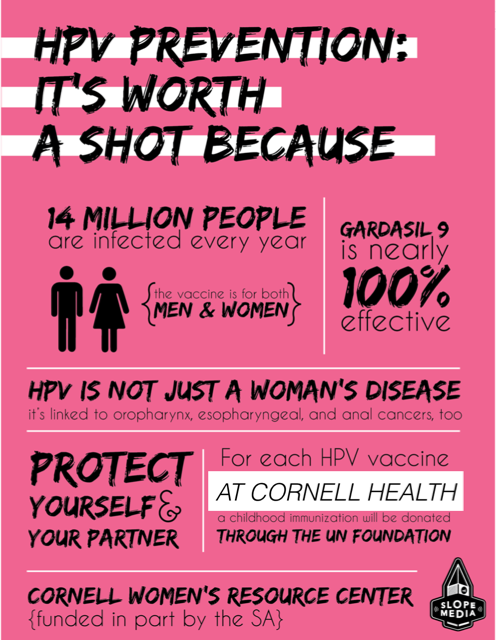 HPV PREVENTION:
IT'S WORTH
A SHOT BECAUSE
14 MILLION PEOPLE
are infected every year
{the vaccine is for both
MEN & WOMEN}
GARDASIL 9
is nearly
100%
effective
HPV IS NOT JUST A WOMAN'S DISEASE
it's linked to oropharynx, esopharyngeal, and anal cancers, too
PROTECT
YOURSELF &
YOUR PARTNER
For each HPV vaccine
AT CORNELL HEALTH
a childhood immunization will be donated
THROUGH THE UN FOUNDATION
CORNELL WOMEN'S RESOURCE CENTER
{funded in part by the SA}
SLOPE
MEDIA